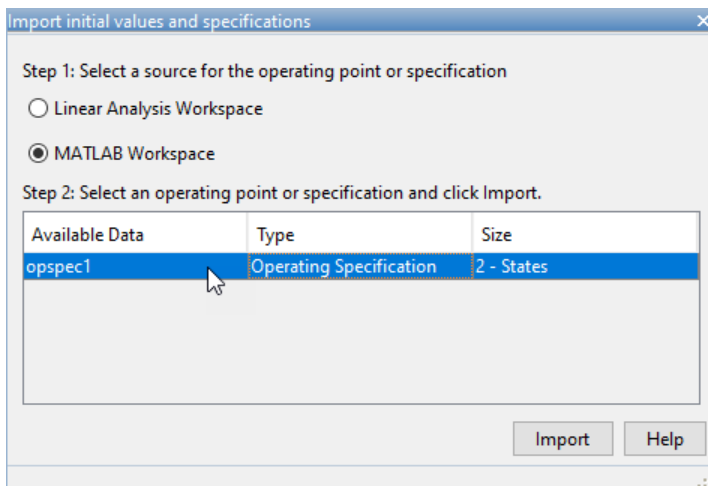 Import initial values and specifications
Step 1: Select a source for the operating point or specification
Linear Analysis Workspace
MATLAB Workspace
Step 2: Select an operating point or specification and click Import.
Available Data Type Size
opspec1 Operating Specification 2 - States
Import Help